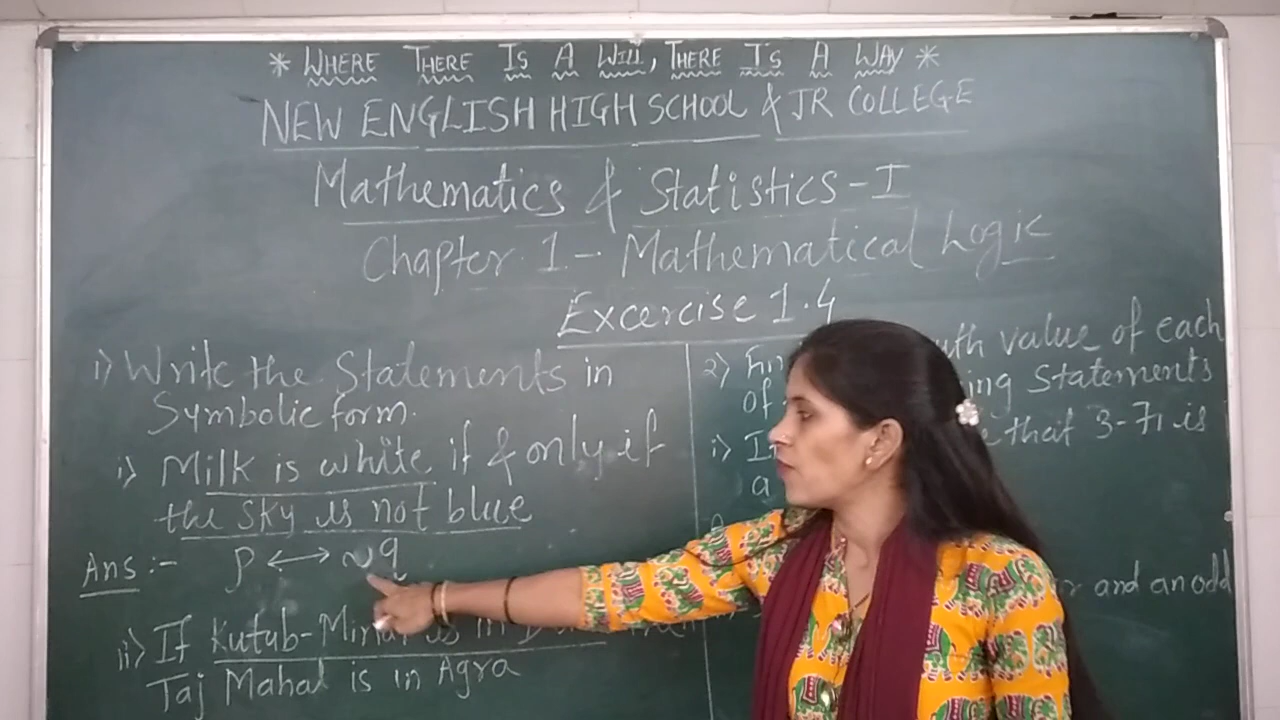 * WHERE THERE IS A WILL, THERE IS A WAY *
NEW ENGLISH HIGH SCHOOL & JR COLLEGE
Mathematics & Statistics-I
Chapter 1- Mathematical Logic
Excercise 1.4
1) Write the Statements in
Symbolic form.
i) Milk is white if & only if
the sky is not blue
Ans:- p ↔ ~q
ii) If Kutub-Minar is in
Taj Mahal is in Agra
2) value of each
of Statements
i) that 3-7i is
a
and an odd